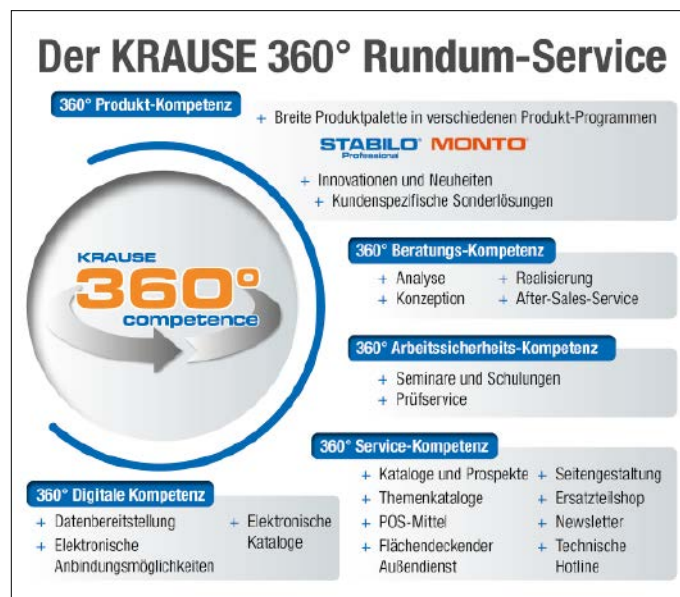 Der KRAUSE 360° Rundum-Service
360° Produkt-Kompetenz
+ Breite Produktpalette in verschiedenen Produkt-Programmen
STABILO® MONTO®
Professional
+ Innovationen und Neuheiten
+ Kundenspezifische Sonderlösungen
KRAUSE
360°
competence
360° Beratungs-Kompetenz
+ Analyse
+ Konzeption
+ Realisierung
+ After-Sales-Service
360° Arbeitssicherheits-Kompetenz
+ Seminare und Schulungen
+ Prüfservice
360° Service-Kompetenz
+ Kataloge und Prospekte
+ Themenkataloge
+ POS-Mittel
+ Flächendeckender
Außendienst
+ Seitengestaltung
+ Ersatzteilshop
+ Newsletter
+ Technische
Hotline
360° Digitale Kompetenz
+ Datenbereitstellung
+ Elektronische
Anbindungsmöglichkeiten
+ Elektronische
Kataloge